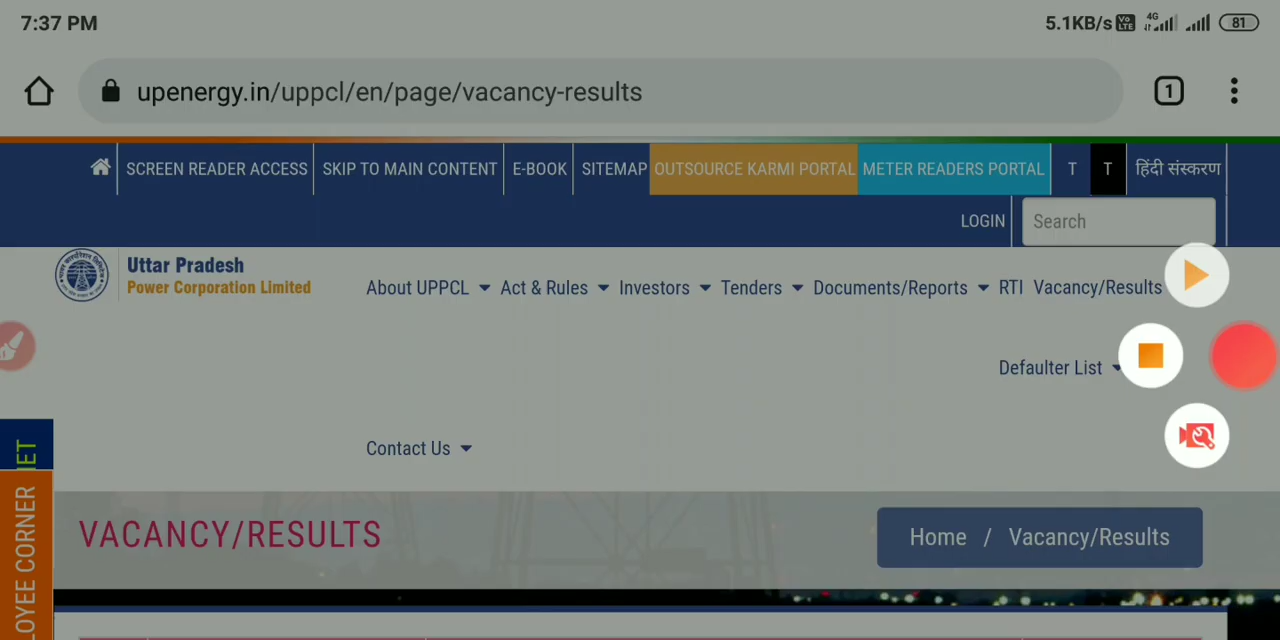 7:37 PM
5.1KB/s Vo LTE 4G 81
upenergy.in/uppcl/en/page/vacancy-results
1
SCREEN READER ACCESS SKIP TO MAIN CONTENT E-BOOK SITEMAP OUTSOURCE KARMI PORTAL METER READERS PORTAL T T हिंदी संस्करण
LOGIN Search
Uttar Pradesh
Power Corporation Limited
About UPPCL Act & Rules Investors Tenders Documents/Reports RTI Vacancy/Results
Defaulter List
Contact Us
VACANCY/RESULTS
Home / Vacancy/Results
CORNER